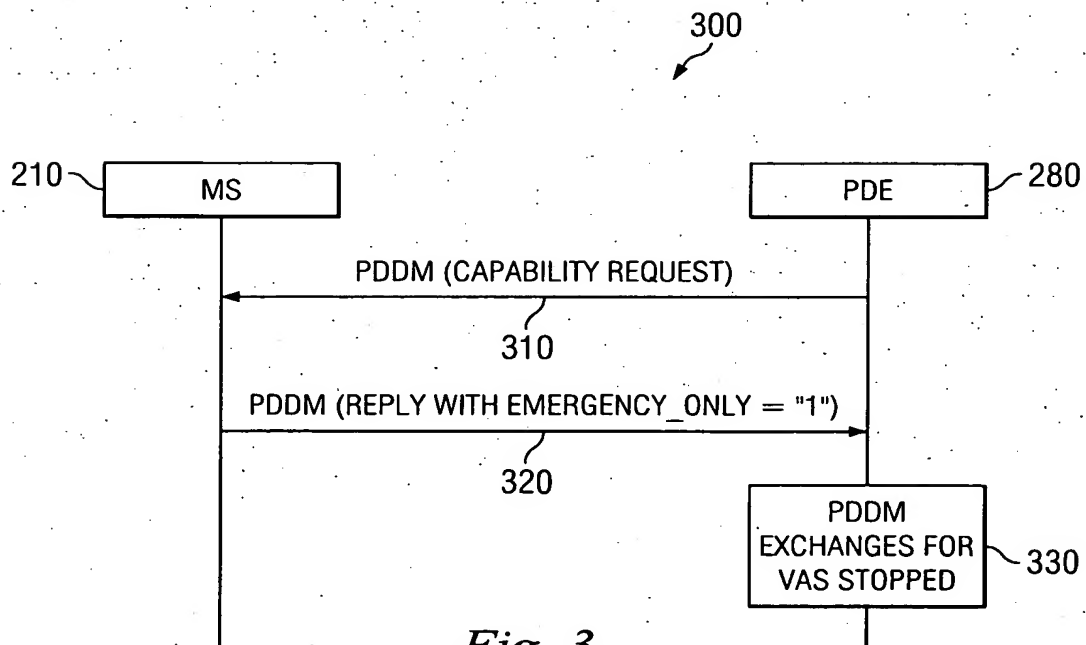 300
210
MS
PDE
280
PDDM (CAPABILITY REQUEST)
310
PDDM (REPLY WITH EMERGENCY_ONLY = "1")
320
PDDM
EXCHANGES FOR
VAS STOPPED
330
Fig. 3